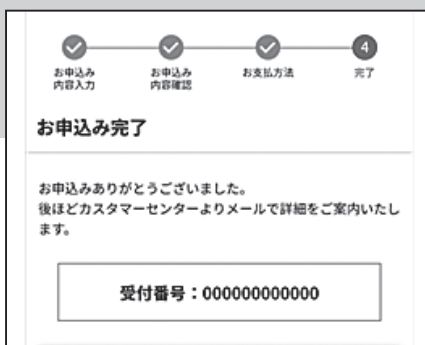 4
お申込み
内容入力
お申込み
内容確認
お支払方法
完了
お申込み完了
お申込みありがとうございました。
後ほどカスタマーセンターよりメールで詳細をご案内いたし
ます。
受付番号：000000000000